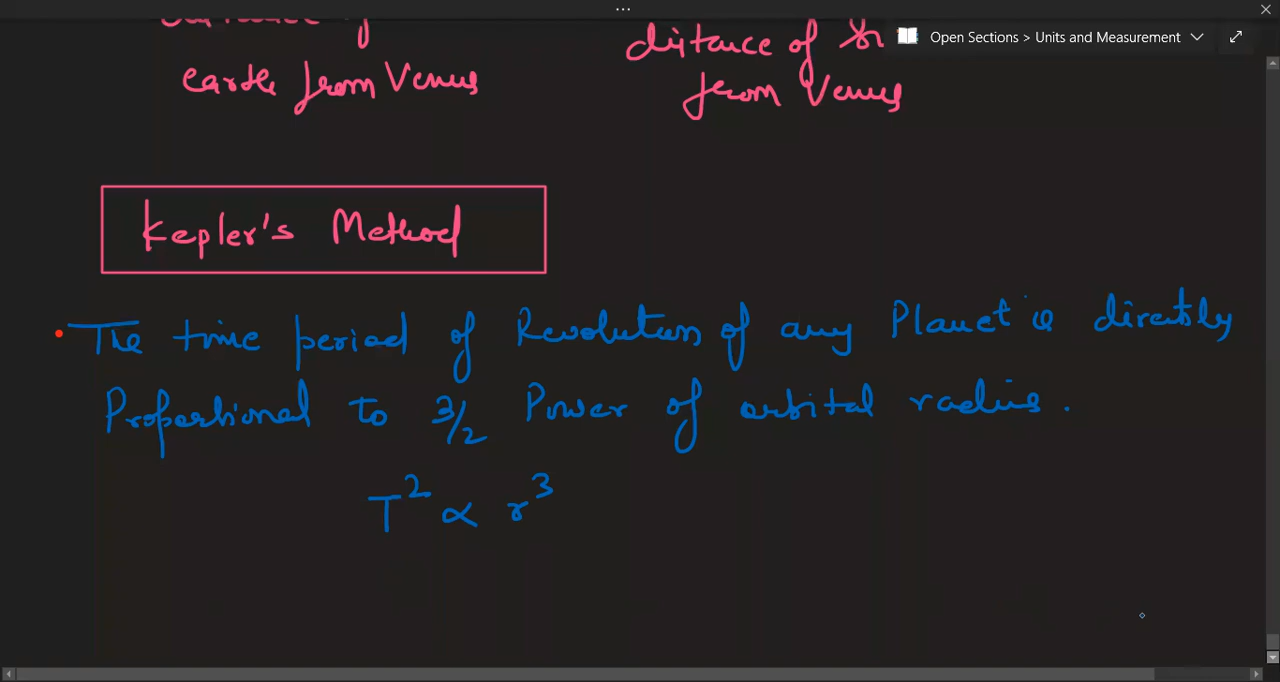 Open Sections > Units and Measurement
distance of
earth from Venus
from Venus
Kepler's Method
• The time period of Revolution of any Planet is directly
Proportional to 3/2 Power of orbital radius.
T² ∝ r³